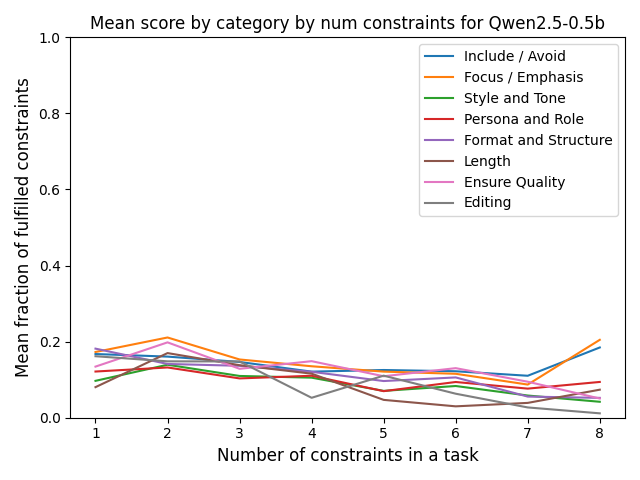 Mean score by category by num constraints for Qwen2.5-0.5b
Mean fraction of fulfilled constraints
1.0
0.8
0.6
0.4
0.2
0.0
Include / Avoid
Focus / Emphasis
Style and Tone
Persona and Role
Format and Structure
Length
Ensure Quality
Editing
1 2 3 4 5 6 7 8
Number of constraints in a task